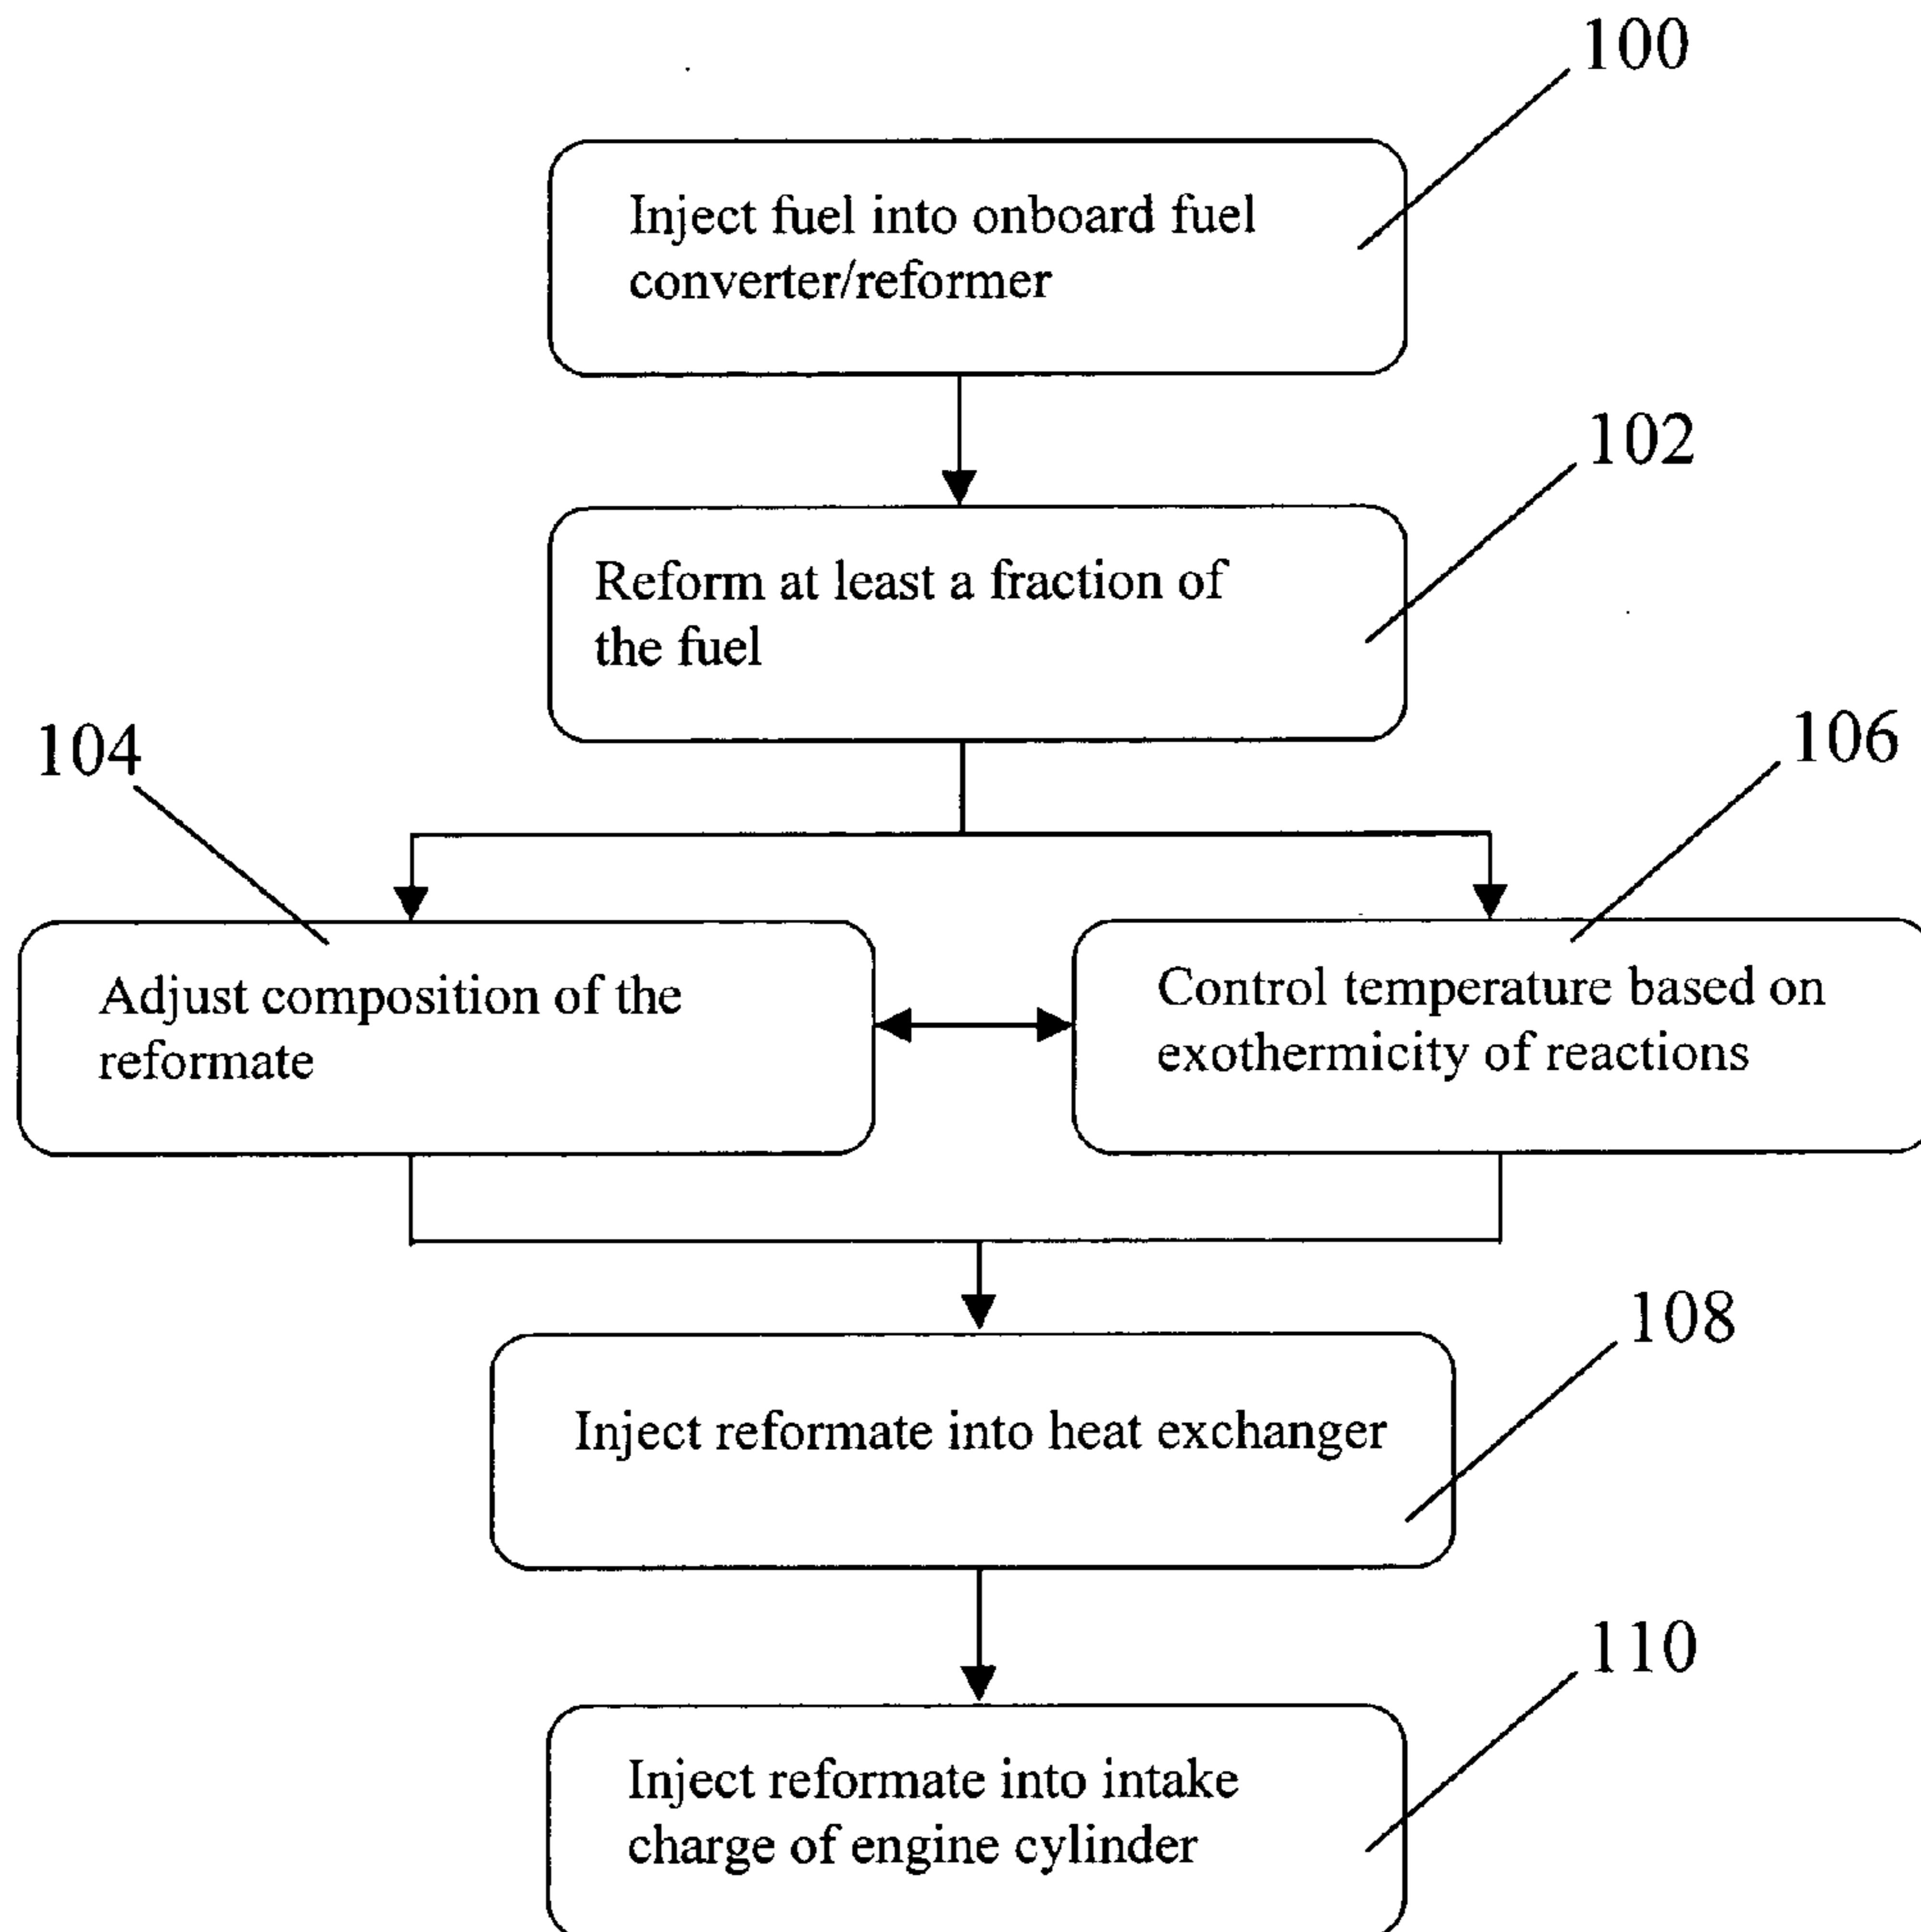 100
Inject fuel into onboard fuel
converter/reformer
102
Reform at least a fraction of
the fuel
104
106
Adjust composition of the
reformate
Control temperature based on
exothermicity of reactions
108
Inject reformate into heat exchanger
110
Inject reformate into intake
charge of engine cylinder